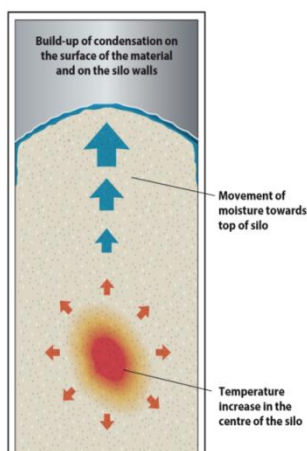 Build-up of condensation on
the surface of the material
and on the silo walls
Movement of
moisture towards
top of silo
Temperature
increase in the
centre of the silo